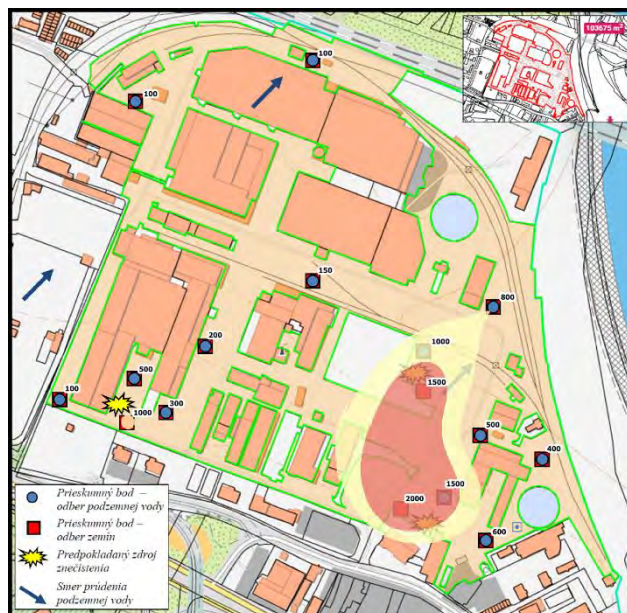 103675 m²
100
100
150
800
200
1000
500
1500
100
1000
300
500
400
2000
1500
600
Prieskumný bod –
odber podzemnej vody
Prieskumný bod –
odber zemín
Predpokladaný zdroj
znečistenia
Smer prúdenia
podzemnej vody